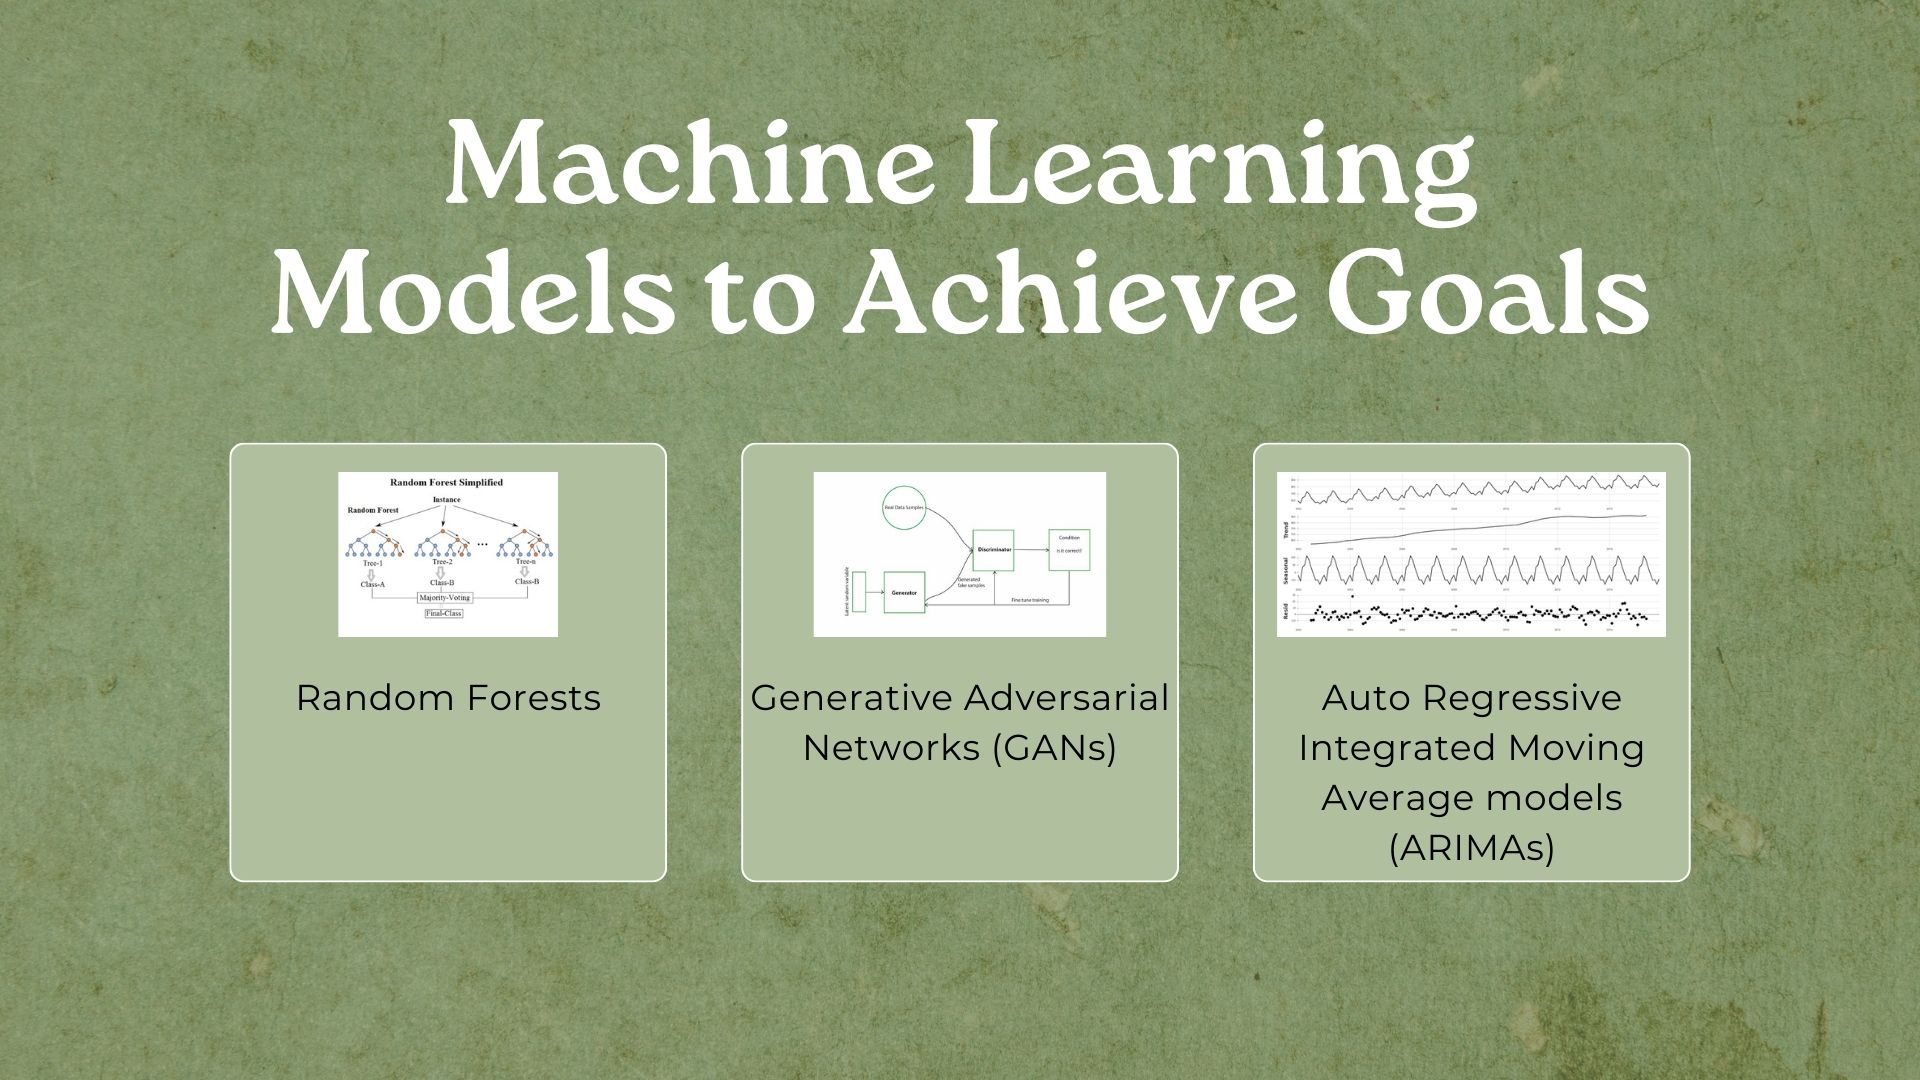 Machine Learning
Models to Achieve Goals
Random Forest Simplified
Instance
Random Forest
Tree-1
Tree-2
...
Tree-n
Class-A
Class-B
Class-B
Majority-Voting
Final-Class
Random Forests
Real Data Samples
Discriminator
Condition
is it correct?
Generated
fake samples
Generator
Latent random variable
Fine tune training
Generative Adversarial
Networks (GANs)
Trend
Seasonal
Resid
Auto Regressive
Integrated Moving
Average models
(ARIMAs)